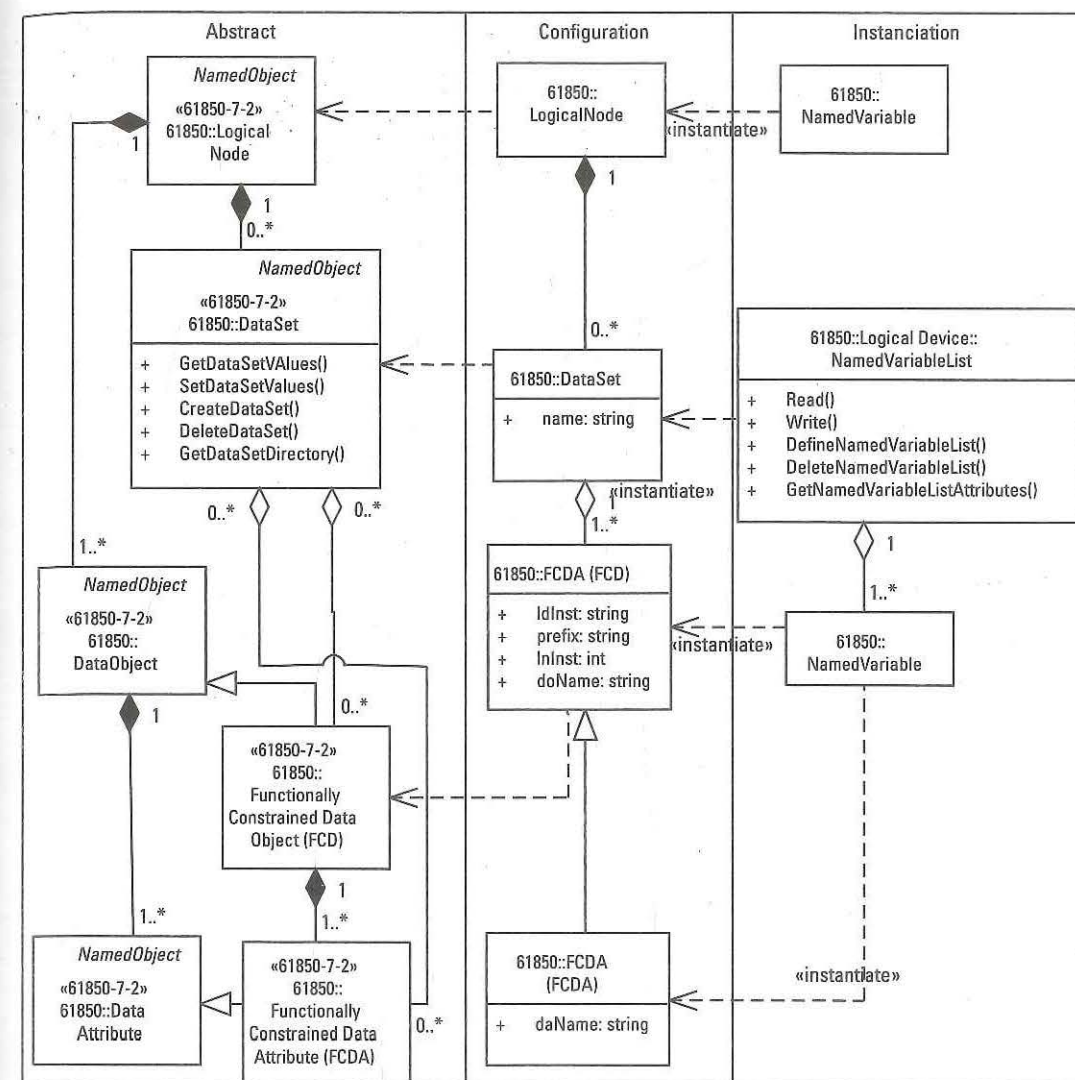 Abstract
NamedObject
«61850-7-2»
61850::Logical
Node
1
1
0..*
NamedObject
«61850-7-2»
61850::DataSet
+ GetDataSetVAlues()
+ SetDataSetValues()
+ CreateDataSet()
+ DeleteDataSet()
+ GetDataSetDirectory()
0..*
0..*
1..*
NamedObject
«61850-7-2»
61850::
DataObject
1
0..*
«61850-7-2»
61850::
Functionally
Constrained Data
Object (FCD)
1
1..*
1..*
NamedObject
«61850-7-2»
61850::Data
Attribute
«61850-7-2»
61850::
Functionally
Constrained Data
Attribute (FCDA)
0..*
Configuration
61850::
LogicalNode
«instantiate»
1
0..*
61850::DataSet
+ name: string
«instantiate»
1
1..*
61850::FCDA (FCD)
+ IdInst: string
+ prefix: string
+ InInst: int
+ doName: string
«instantiate»
61850::FCDA
(FCDA)
+ daName: string
Instanciation
61850::
NamedVariable
61850::Logical Device::
NamedVariableList
+ Read()
+ Write()
+ DefineNamedVariableList()
+ DeleteNamedVariableList()
+ GetNamedVariableListAttributes()
1
1..*
61850::
NamedVariable
«instantiate»